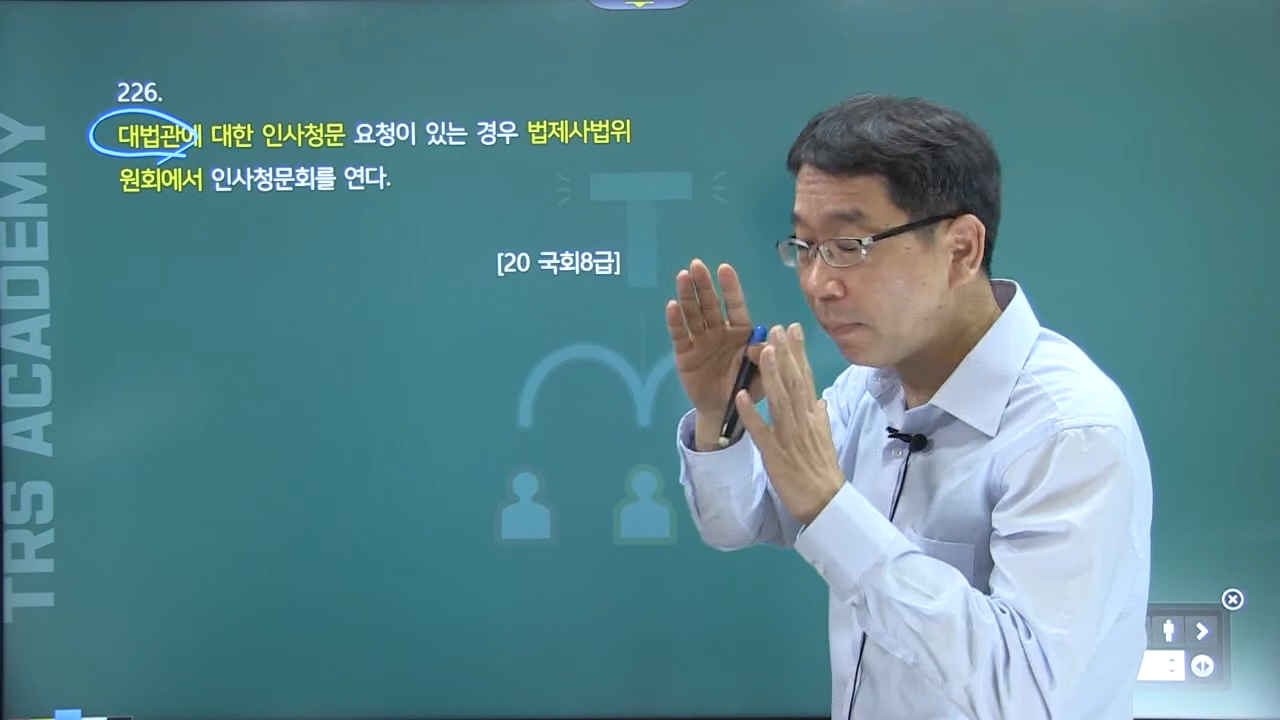 226.
대법관에 대한 인사청문 요청이 있는 경우 법제사법위
원회에서 인사청문회를 연다.
[20 국회8급]
TRS ACADEMY